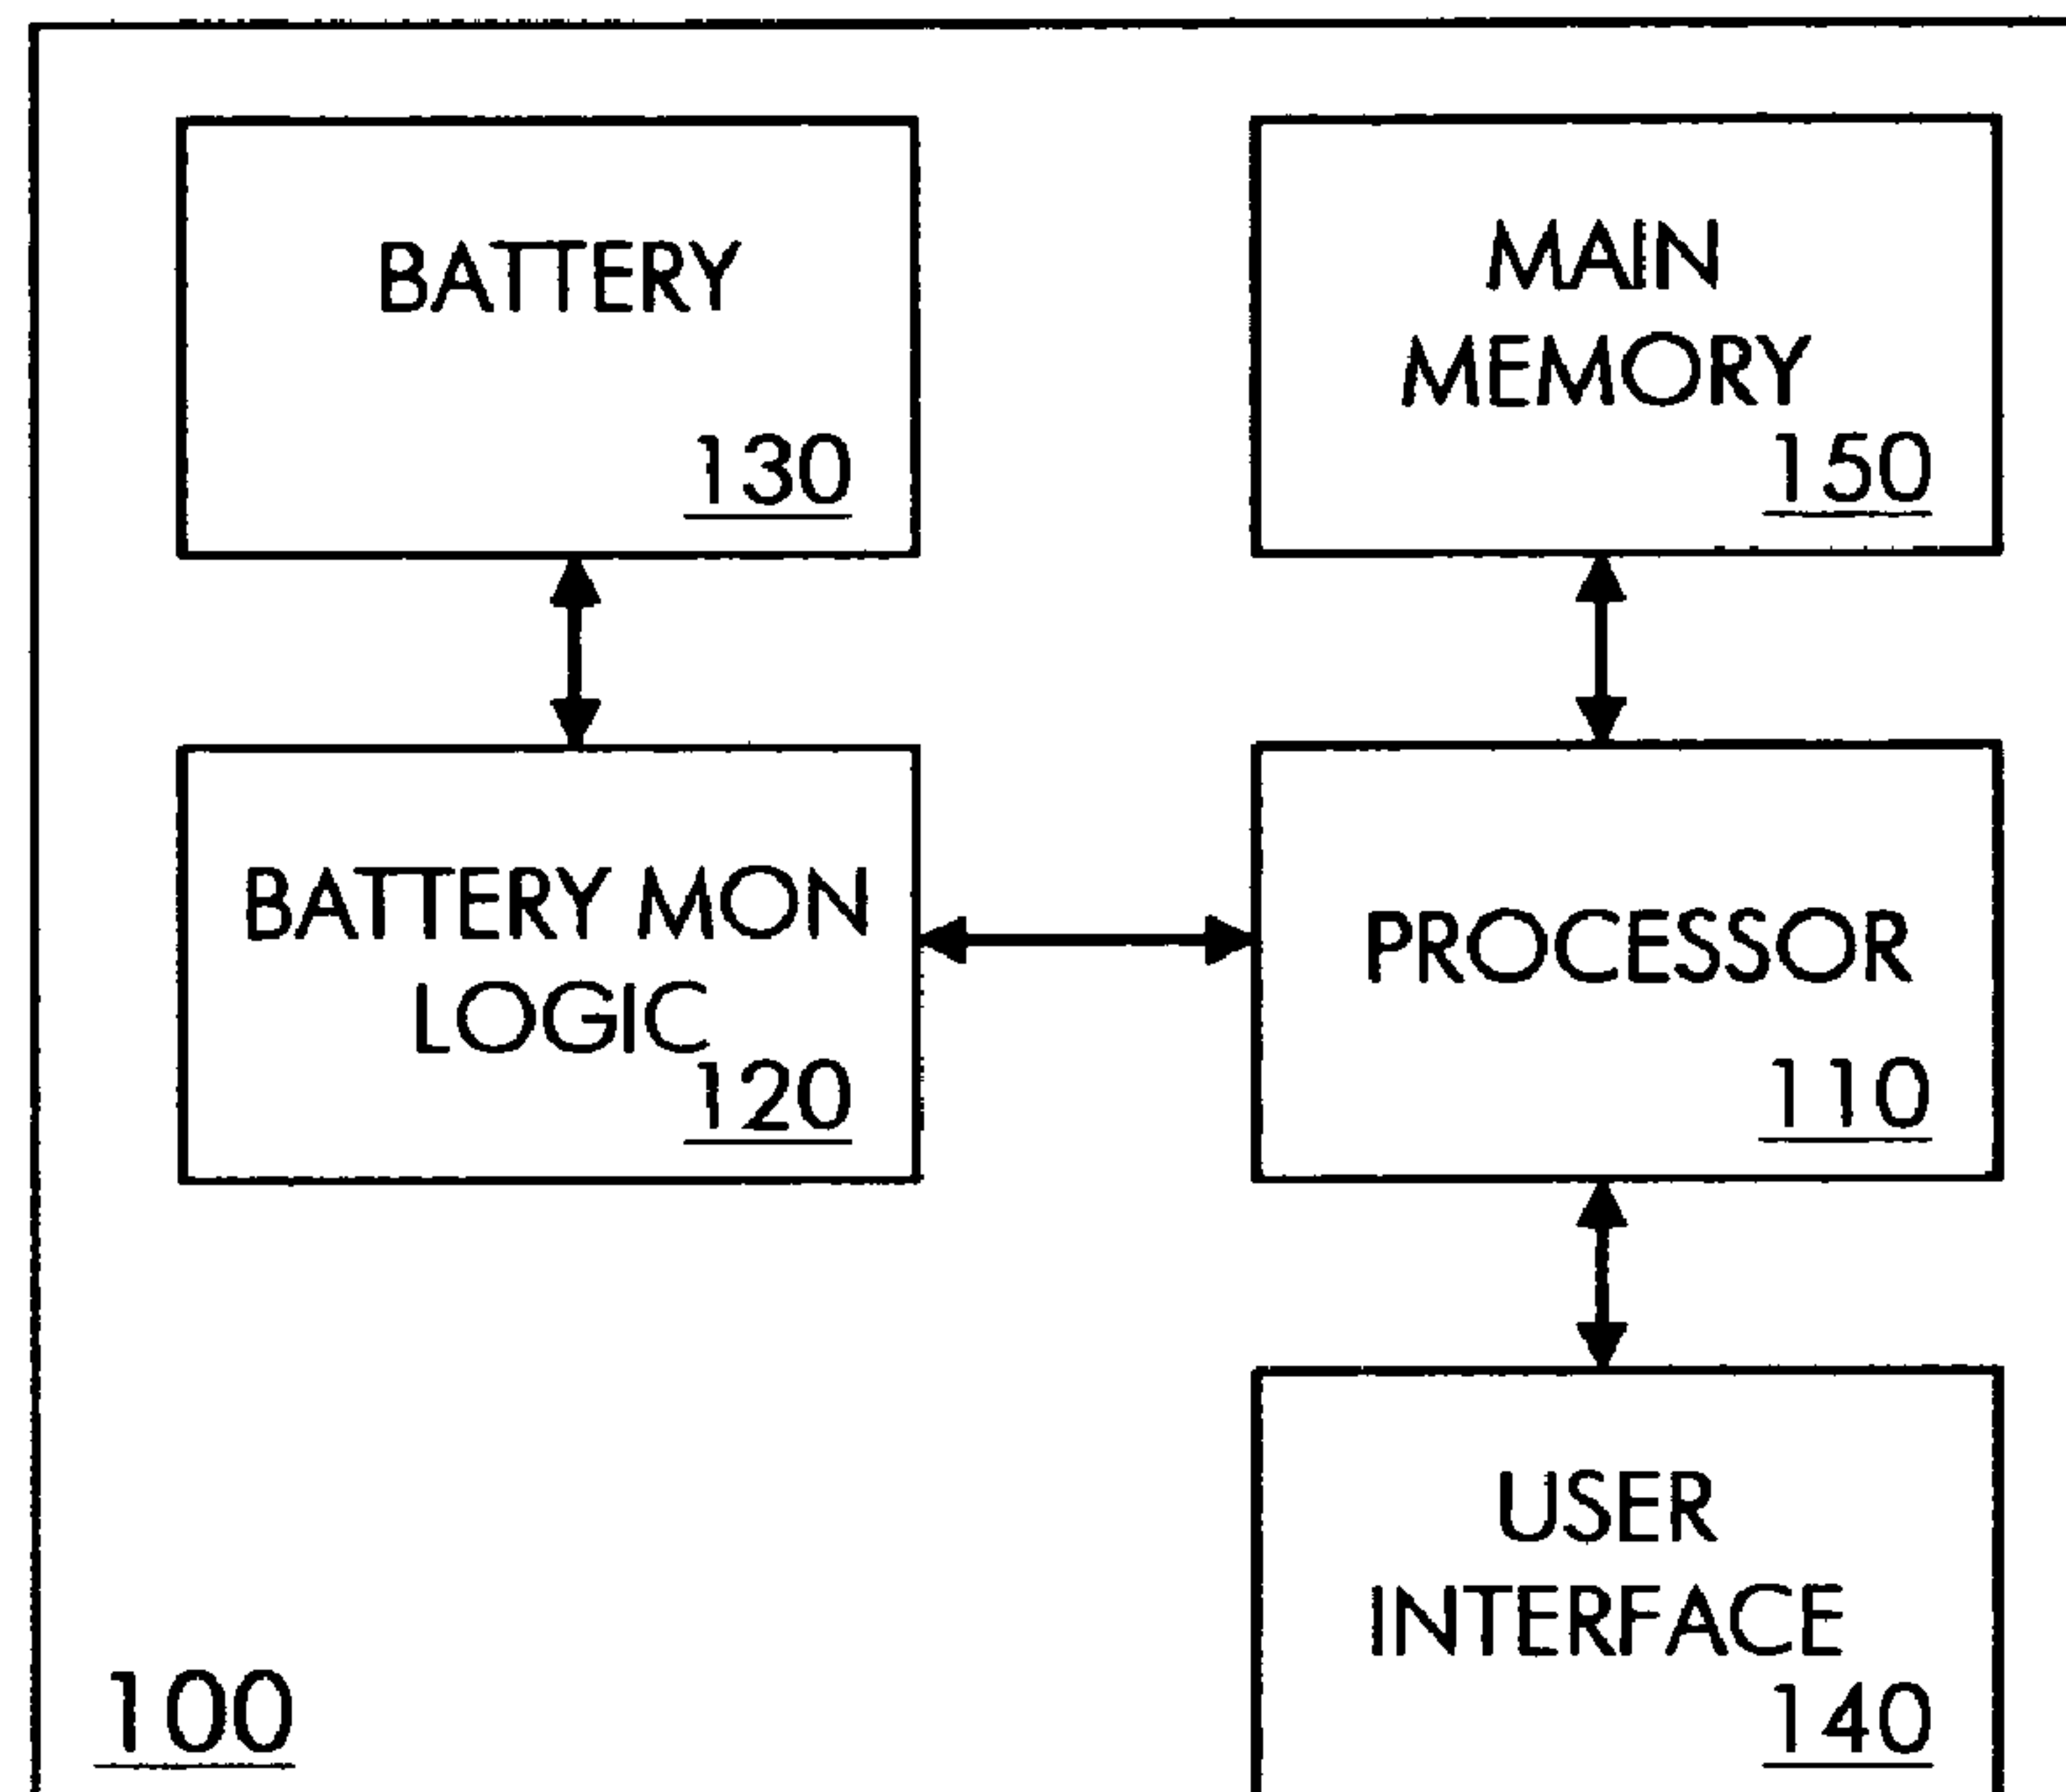 BATTERY
130
MAIN
MEMORY
150
BATTERY MON
LOGIC
120
PROCESSOR
110
USER
INTERFACE
140
100